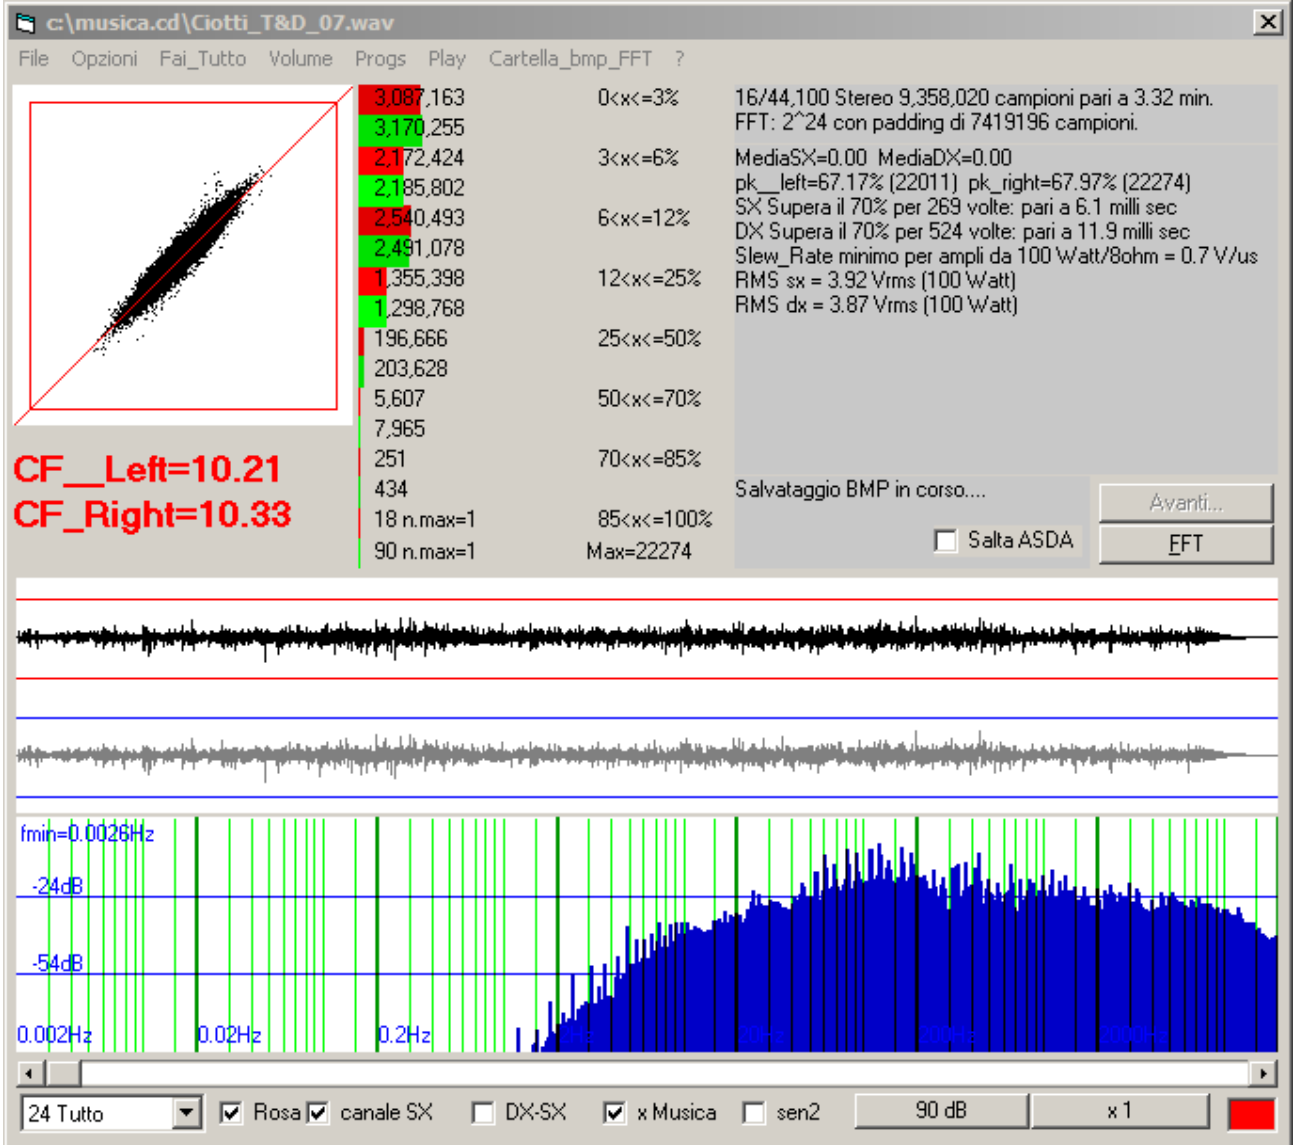 c:\musica.cd\Ciotti_T&D_07.wav
File Opzioni Fai_Tutto Volume Progs Play Cartella_bmp_FFT ?
3,087,163 0<x<=3%
3,170,255
2,172,424 3<x<=6%
2,185,802
2,540,493 6<x<=12%
2,491,078
1,355,398 12<x<=25%
1,298,768
196,666 25<x<=50%
203,628
5,607 50<x<=70%
7,965
251 70<x<=85%
434
18 n.max=1 85<x<=100%
90 n.max=1 Max=22274
16/44,100 Stereo 9,358,020 campioni pari a 3.32 min.
FFT: 2^24 con padding di 7419196 campioni.
MediaSX=0.00 MediaDX=0.00
pk__left=67.17% (22011) pk_right=67.97% (22274)
SX Supera il 70% per 269 volte: pari a 6.1 milli sec
DX Supera il 70% per 524 volte: pari a 11.9 milli sec
Slew_Rate minimo per ampli da 100 Watt/8ohm = 0.7 V/us
RMS sx = 3.92 Vrms (100 Watt)
RMS dx = 3.87 Vrms (100 Watt)
CF__Left=10.21
CF_Right=10.33
Salvataggio BMP in corso....
Avanti...
Salta ASDA
FFT
fmin=0.0026Hz
-24dB
-54dB
0.002Hz 0.02Hz 0.2Hz 2Hz 20Hz 200Hz 2000Hz
24 Tutto Rosa canale SX DX-SX x Musica sen2 90 dB x 1